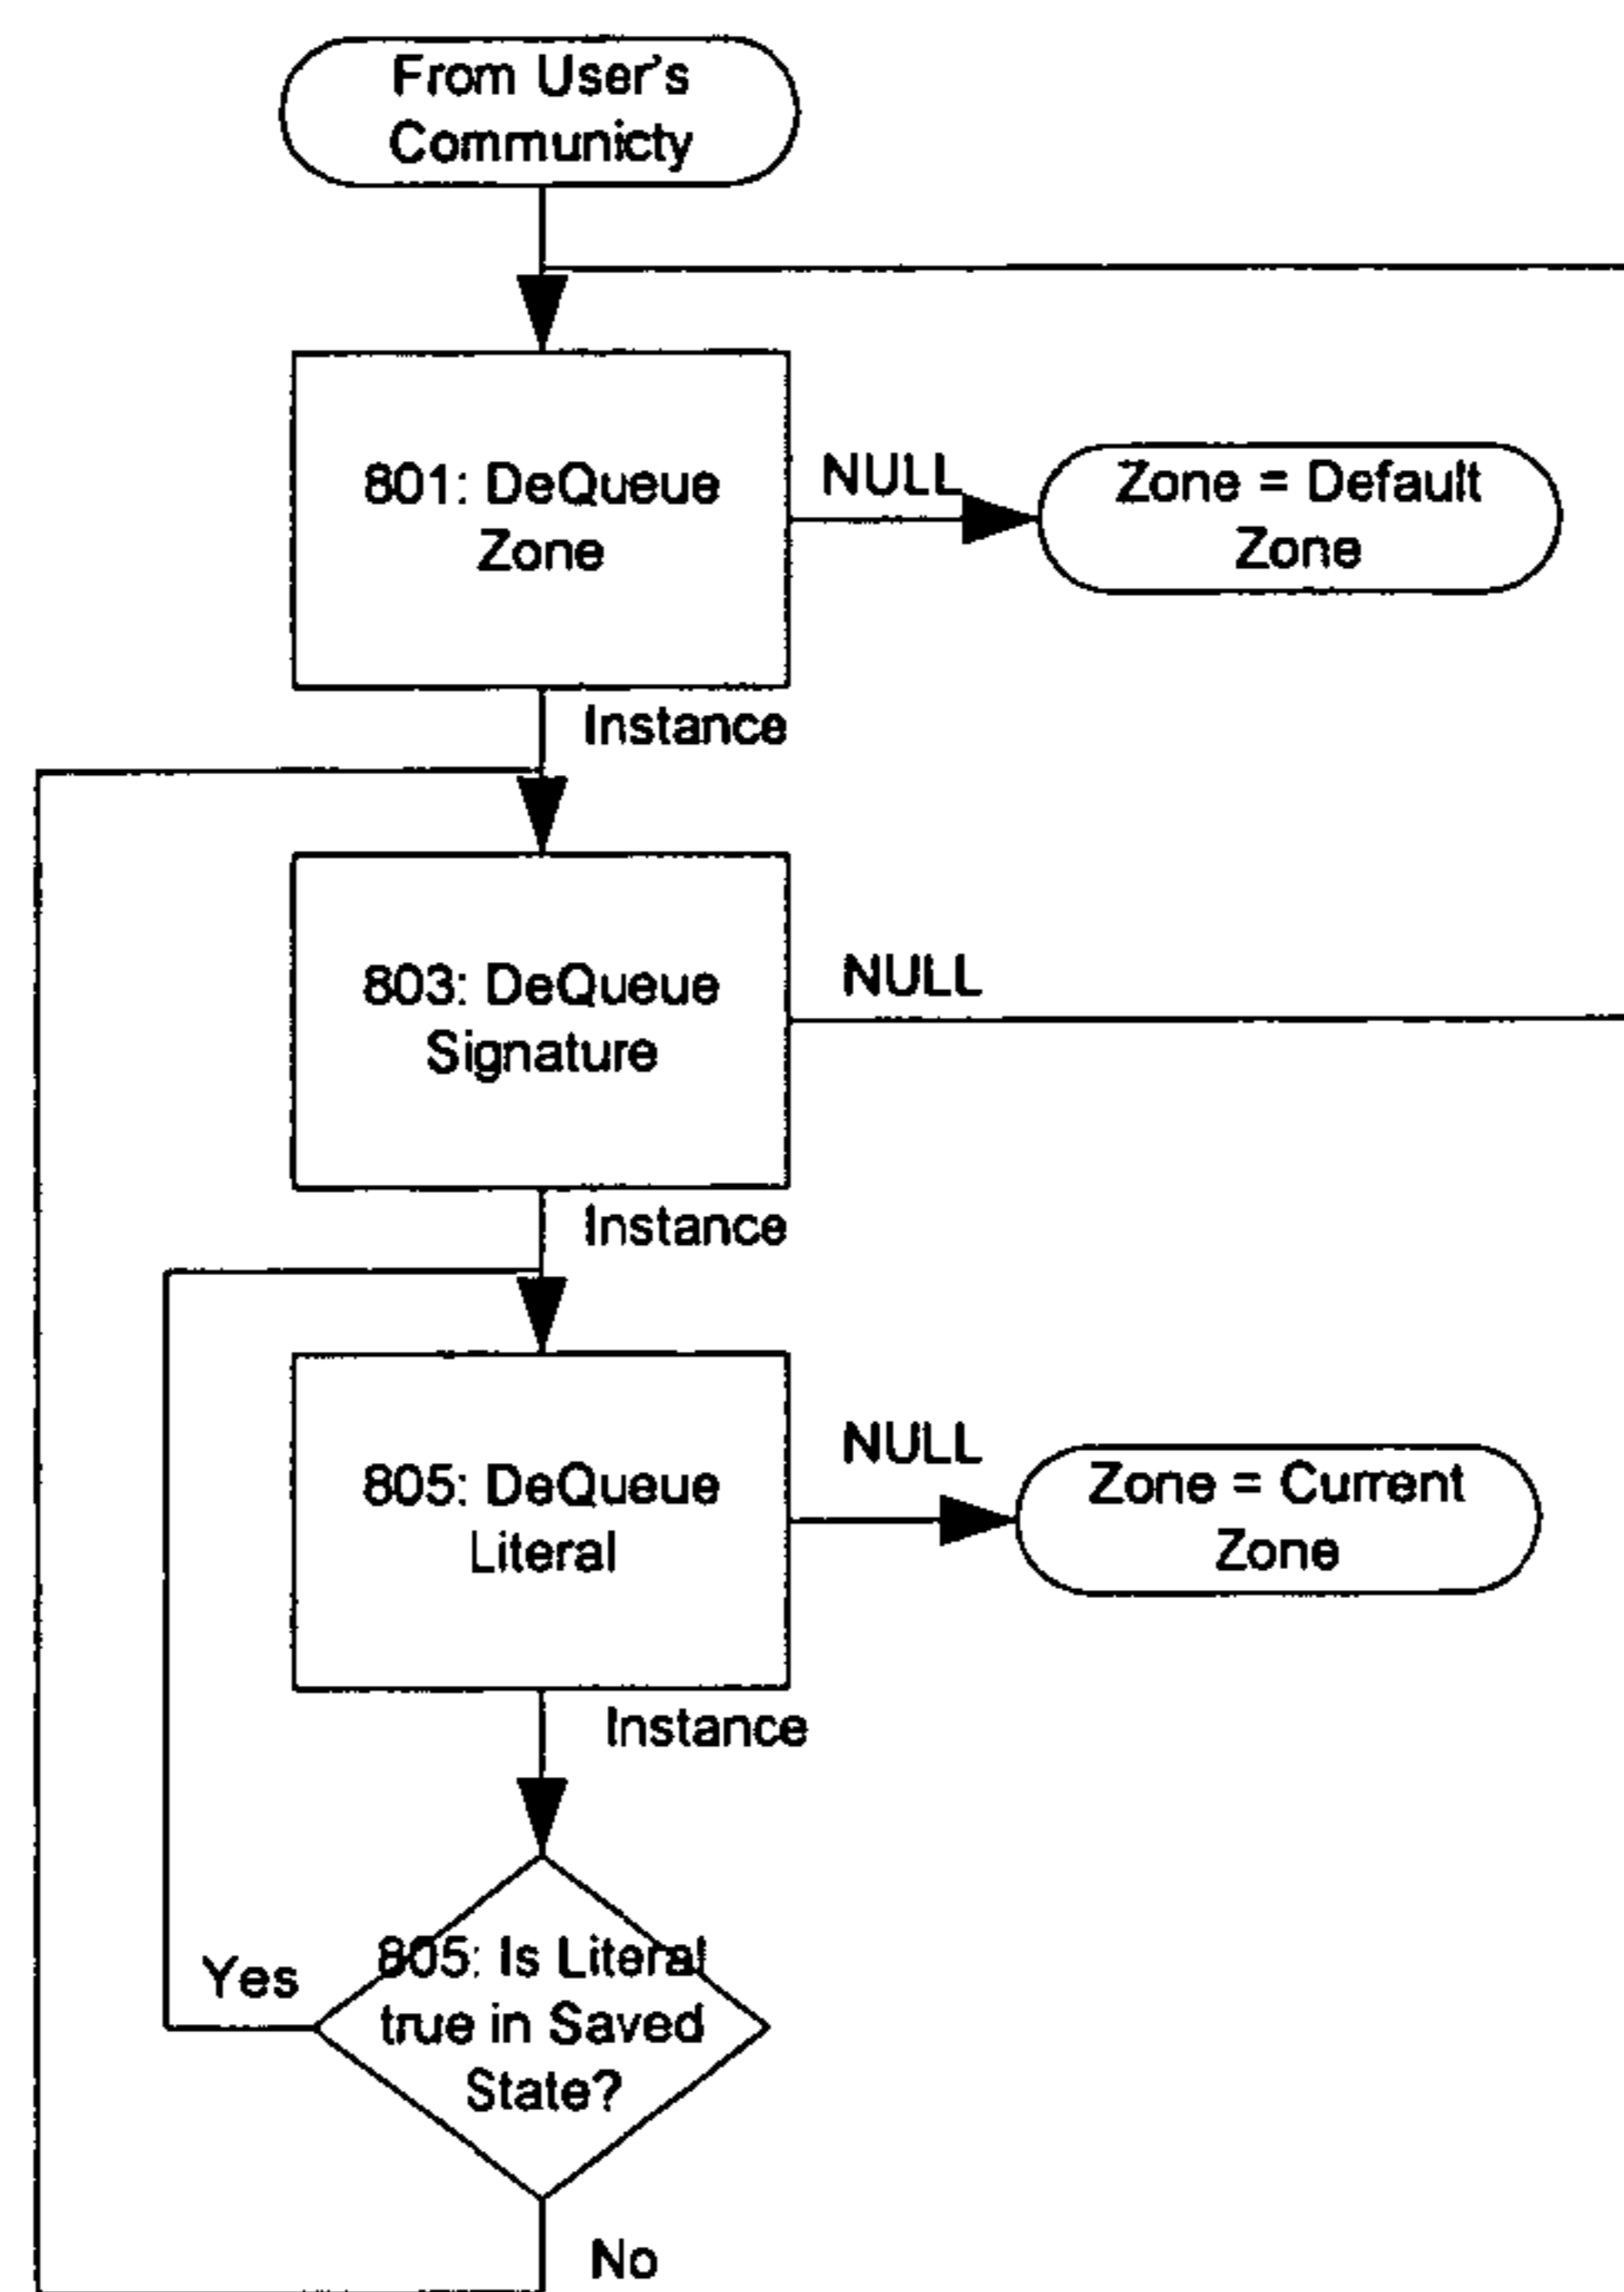 From User's
Communicty
801: DeQueue
Zone
NULL
Zone = Default
Zone
Instance
803: DeQueue
Signature
NULL
Instance
805: DeQueue
Literal
NULL
Zone = Current
Zone
Instance
805: Is Literal
true in Saved
State?
Yes
No